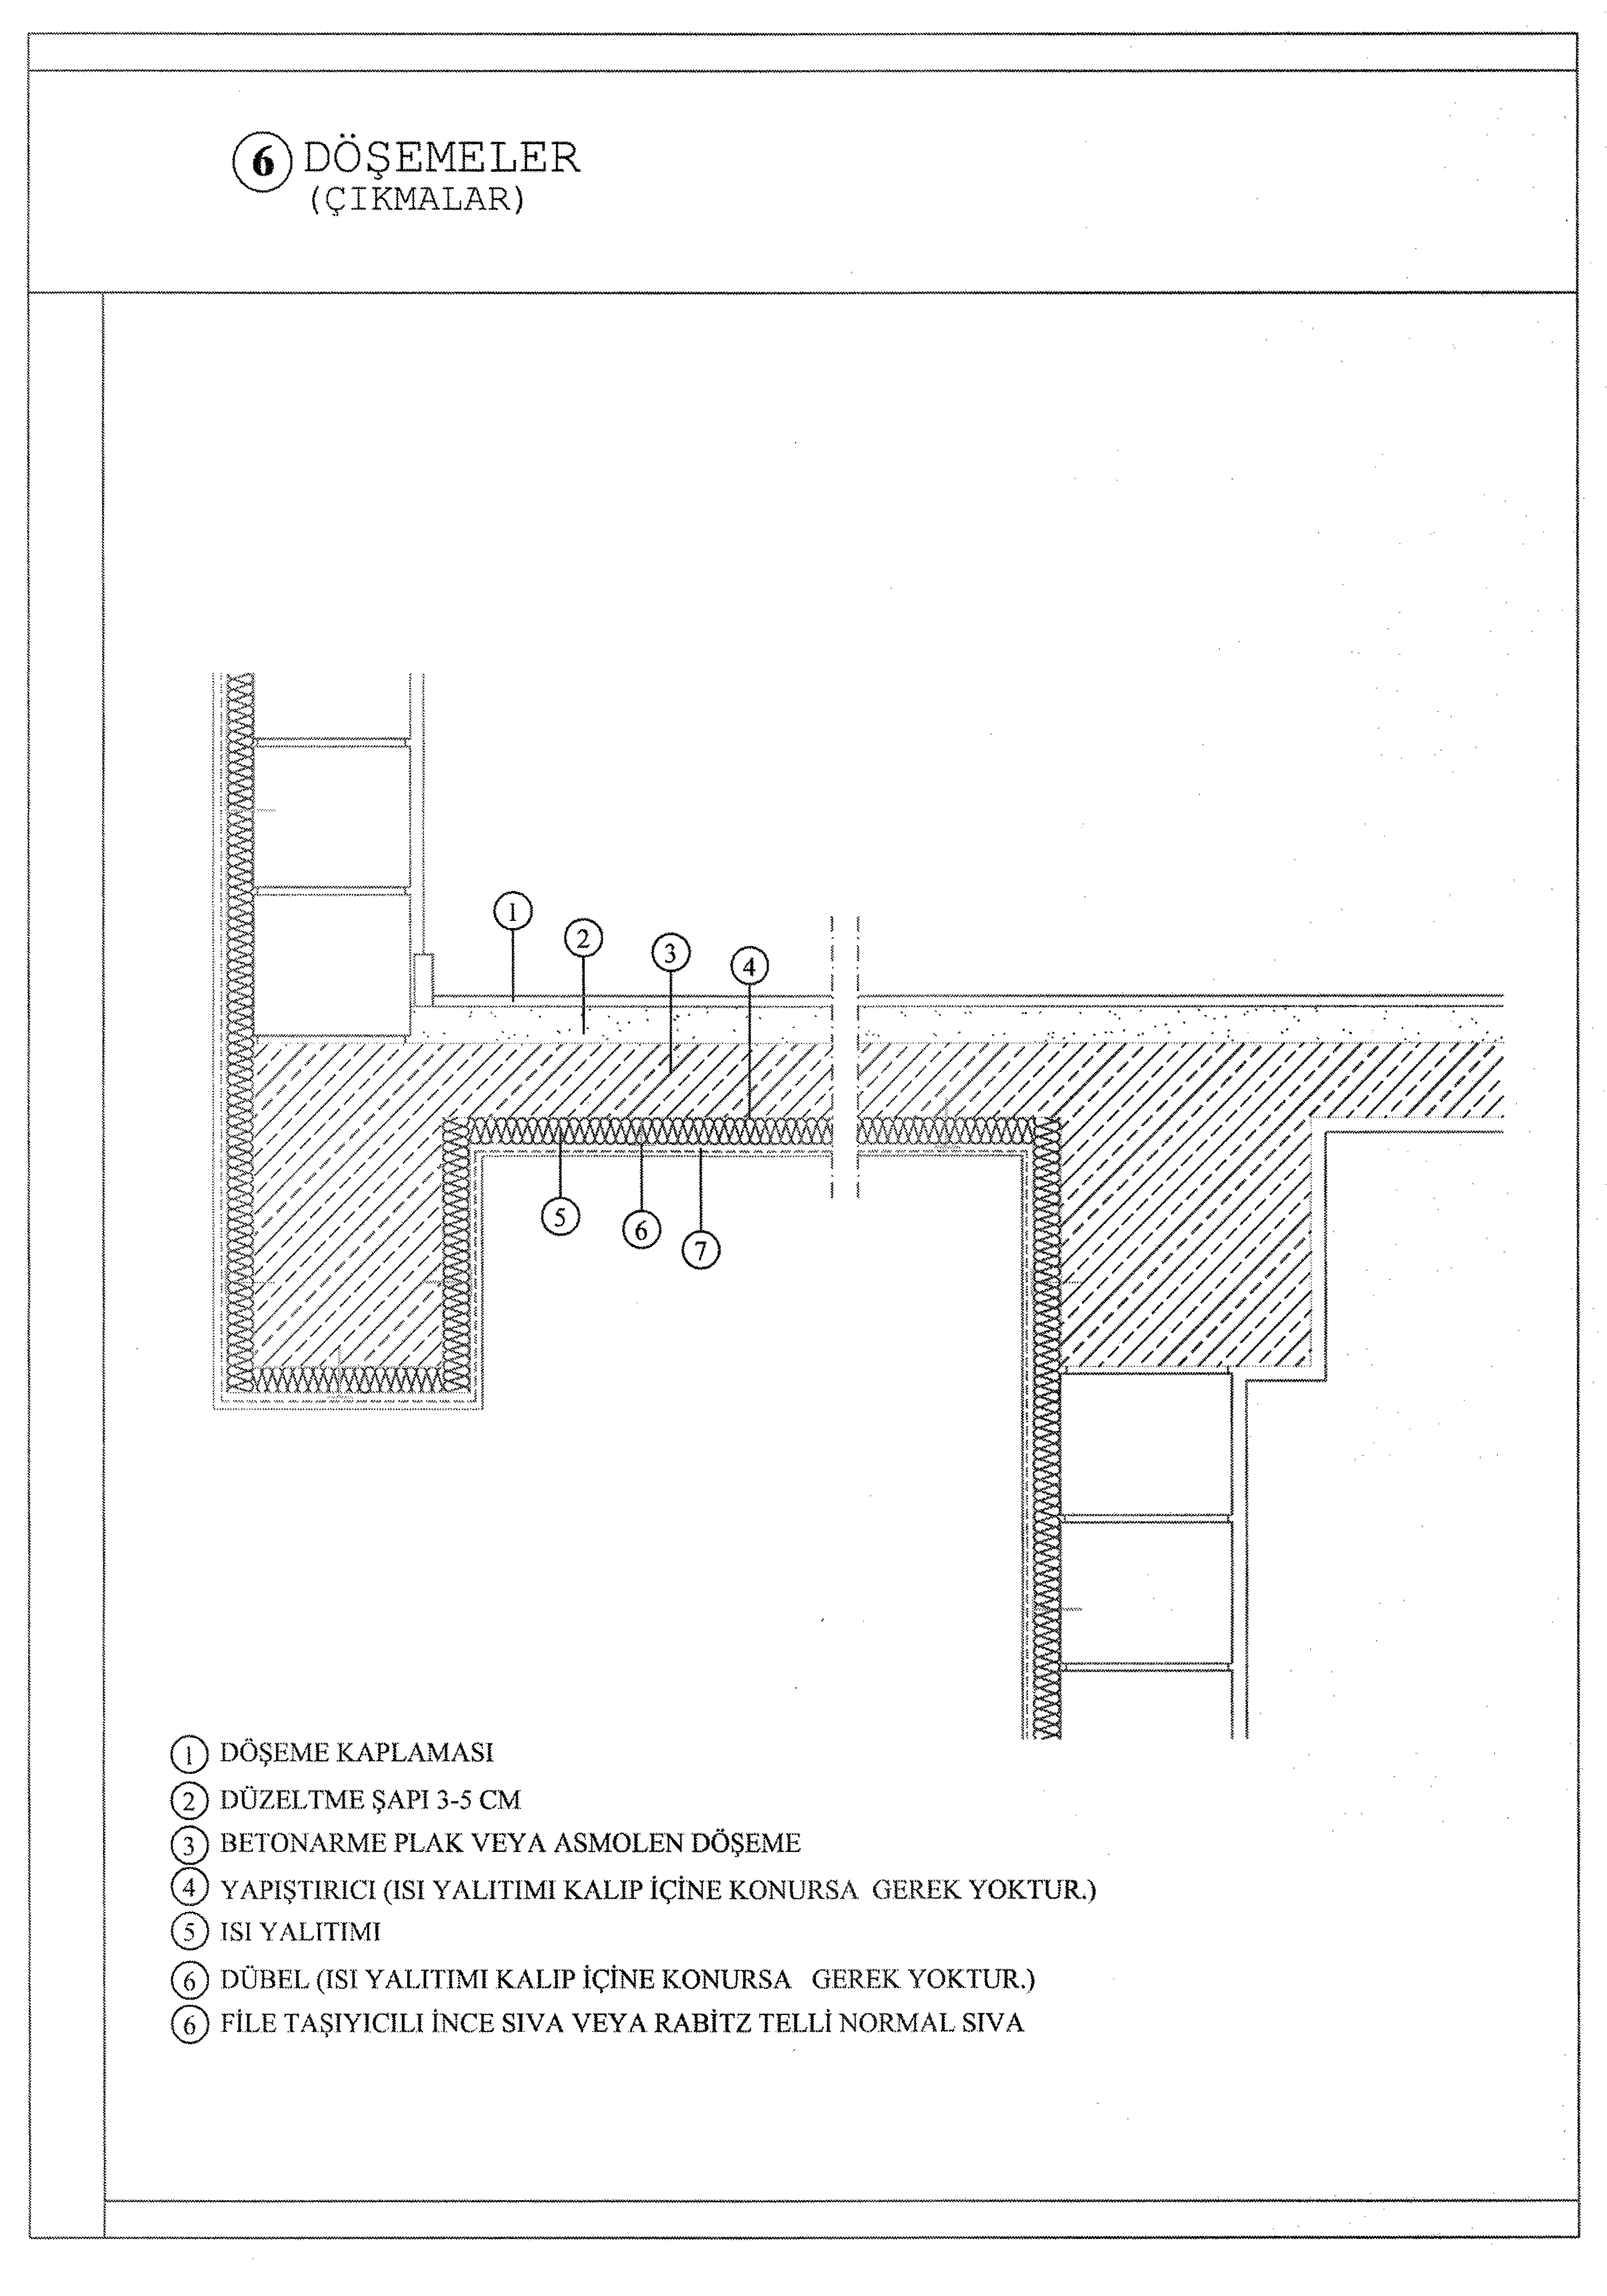 6 DÖŞEMELER
(ÇIKMALAR)
1
2
3
4
5
6
7
1 DÖŞEME KAPLAMASI
2 DÜZELTME ŞAPI 3-5 CM
3 BETONARME PLAK VEYA ASMOLEN DÖŞEME
4 YAPIŞTIRICI (ISI YALITIMI KALIP İÇİNE KONURSA GEREK YOKTUR.)
5 ISI YALITIMI
6 DÜBEL (ISI YALITIMI KALIP İÇİNE KONURSA GEREK YOKTUR.)
6 FİLE TAŞIYICILI İNCE SIVA VEYA RABİTZ TELLİ NORMAL SIVA